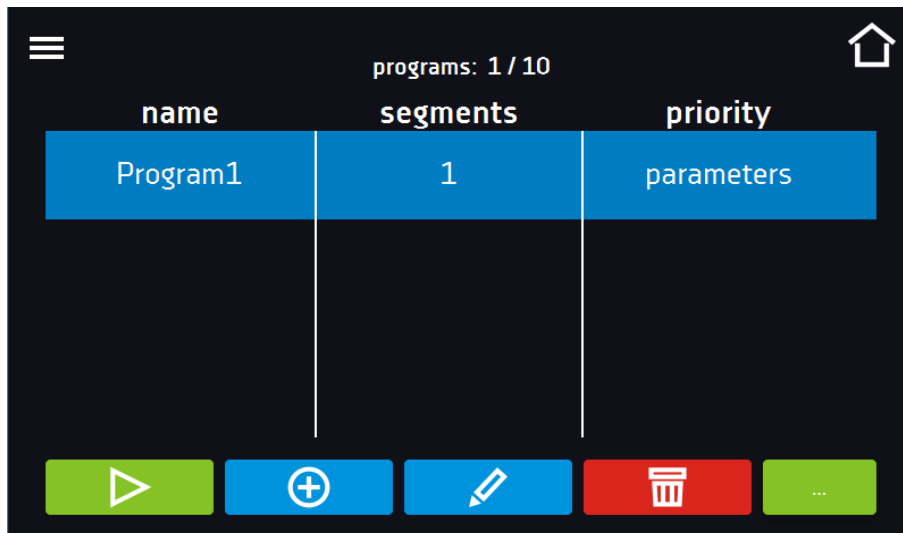 programs: 1 / 10
name segments priority
Program1 1 parameters
...